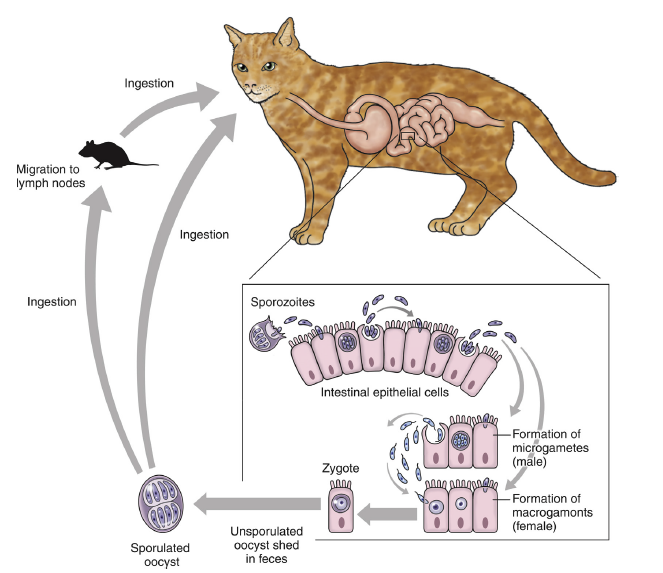 Ingestion
Migration to
lymph nodes
Ingestion
Ingestion
Sporozoites
Intestinal epithelial cells
Formation of
microgametes
(male)
Zygote
Formation of
macrogamonts
(female)
Unsporulated
oocyst shed
in feces
Sporulated
oocyst